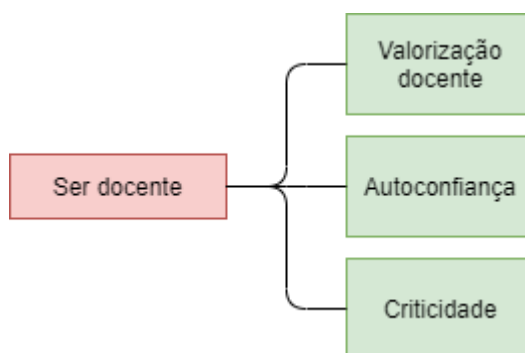 Valorização
docente
Ser docente
Autoconfiança
Criticidade